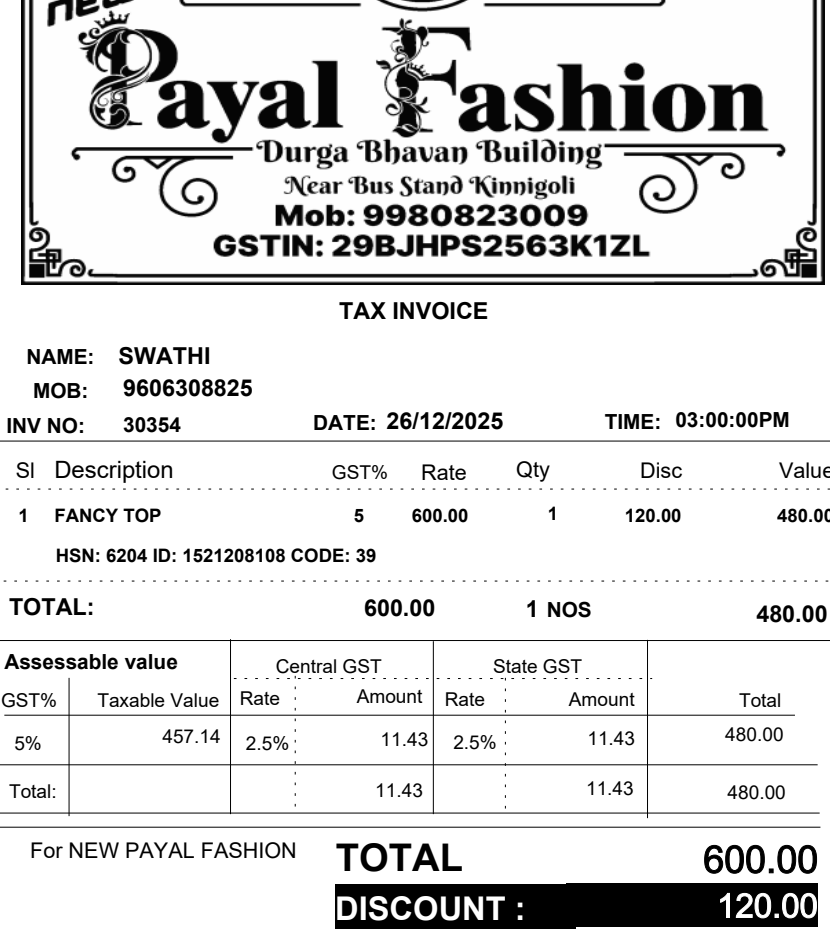 new
Payal Fashion
Durga Bhavan Building
Near Bus Stand Kinnigoli
Mob: 9980823009
GSTIN: 29BJHPS2563K1ZL
TAX INVOICE
NAME: SWATHI
MOB: 9606308825
INV NO: 30354 DATE: 26/12/2025 TIME: 03:00:00PM
Sl Description GST% Rate Qty Disc Value
1 FANCY TOP 5 600.00 1 120.00 480.00
HSN: 6204 ID: 1521208108 CODE: 39
TOTAL: 600.00 1 NOS 480.00
Assessable value Central GST State GST
GST% Taxable Value Rate Amount Rate Amount Total
5% 457.14 2.5% 11.43 2.5% 11.43 480.00
Total: 11.43 11.43 480.00
For NEW PAYAL FASHION TOTAL 600.00
DISCOUNT : 120.00